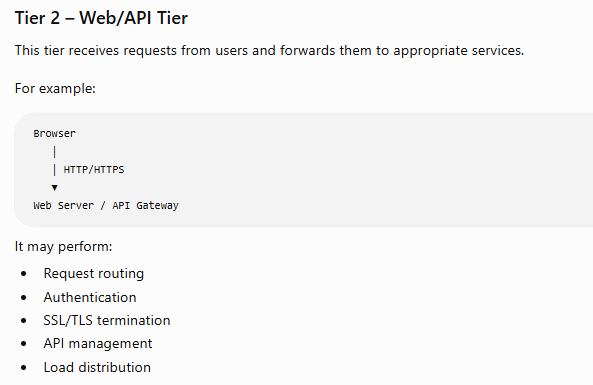 Tier 2 – Web/API Tier
This tier receives requests from users and forwards them to appropriate services.
For example:
Browser
|
| HTTP/HTTPS
▼
Web Server / API Gateway
It may perform:
• Request routing
• Authentication
• SSL/TLS termination
• API management
• Load distribution